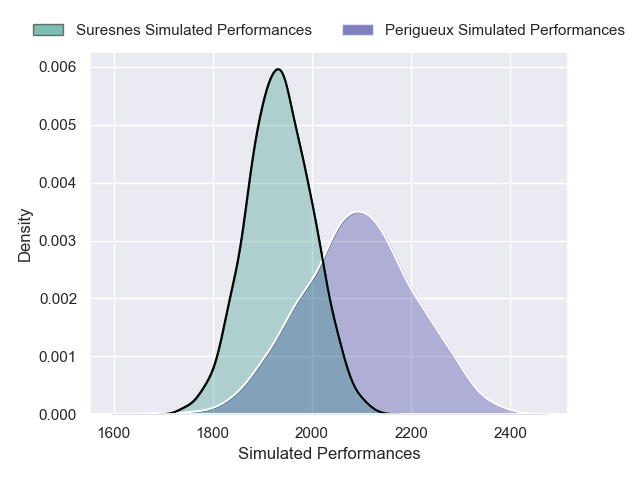 Suresnes Simulated Performances Perigueux Simulated Performances
0.006
0.005
0.004
0.003
0.002
0.001
0.000
Density
1600 1800 2000 2200 2400
Simulated Performances